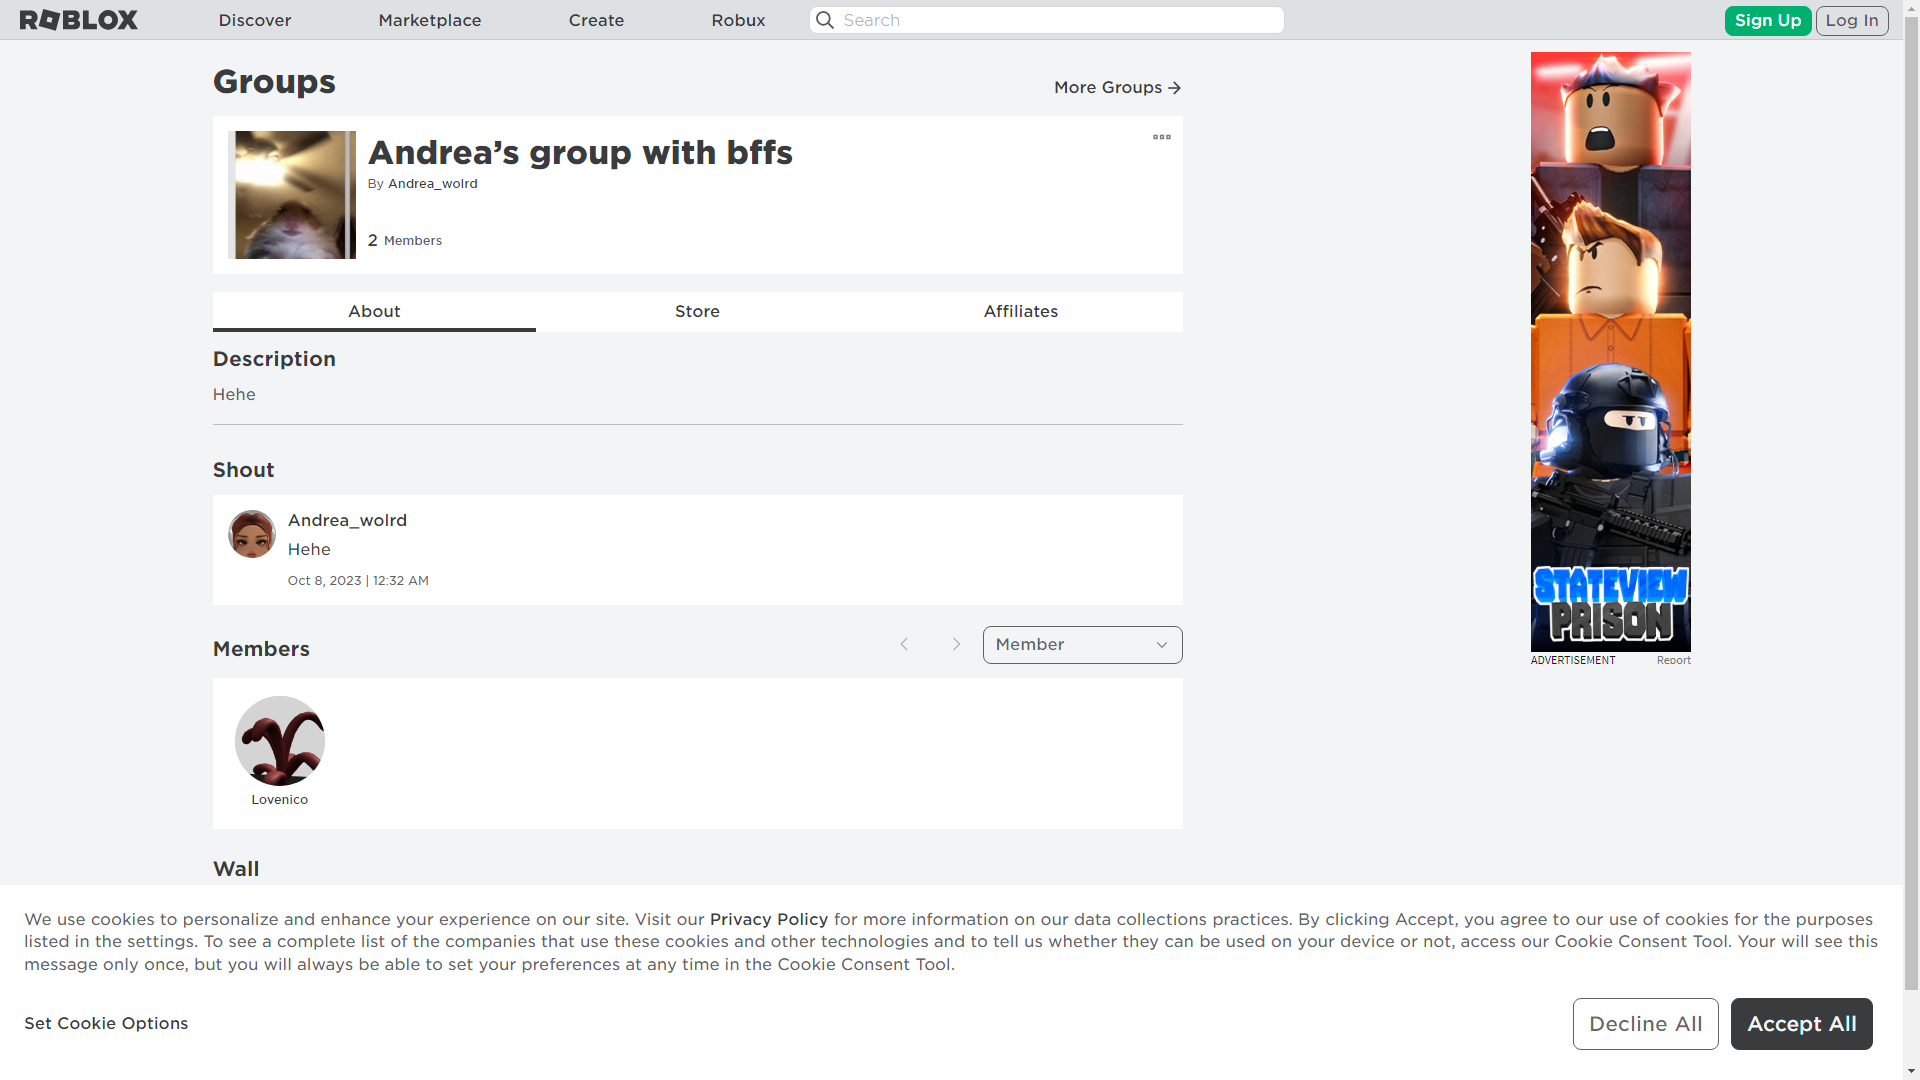 ROBLOX
Discover
Marketplace
Create
Robux
Search
Sign Up
Log In
Groups
More Groups
Andrea’s group with bffs
By Andrea_wolrd
2 Members
About
Store
Affiliates
Description
Hehe
Shout
Andrea_wolrd
Hehe
Oct 8, 2023 | 12:32 AM
Members
Member
Lovenico
Wall
STATEVIEW
PRISON
ADVERTISEMENT
Report
We use cookies to personalize and enhance your experience on our site. Visit our Privacy Policy for more information on our data collections practices. By clicking Accept, you agree to our use of cookies for the purposes
listed in the settings. To see a complete list of the companies that use these cookies and other technologies and to tell us whether they can be used on your device or not, access our Cookie Consent Tool. Your will see this
message only once, but you will always be able to set your preferences at any time in the Cookie Consent Tool.
Set Cookie Options
Decline All
Accept All